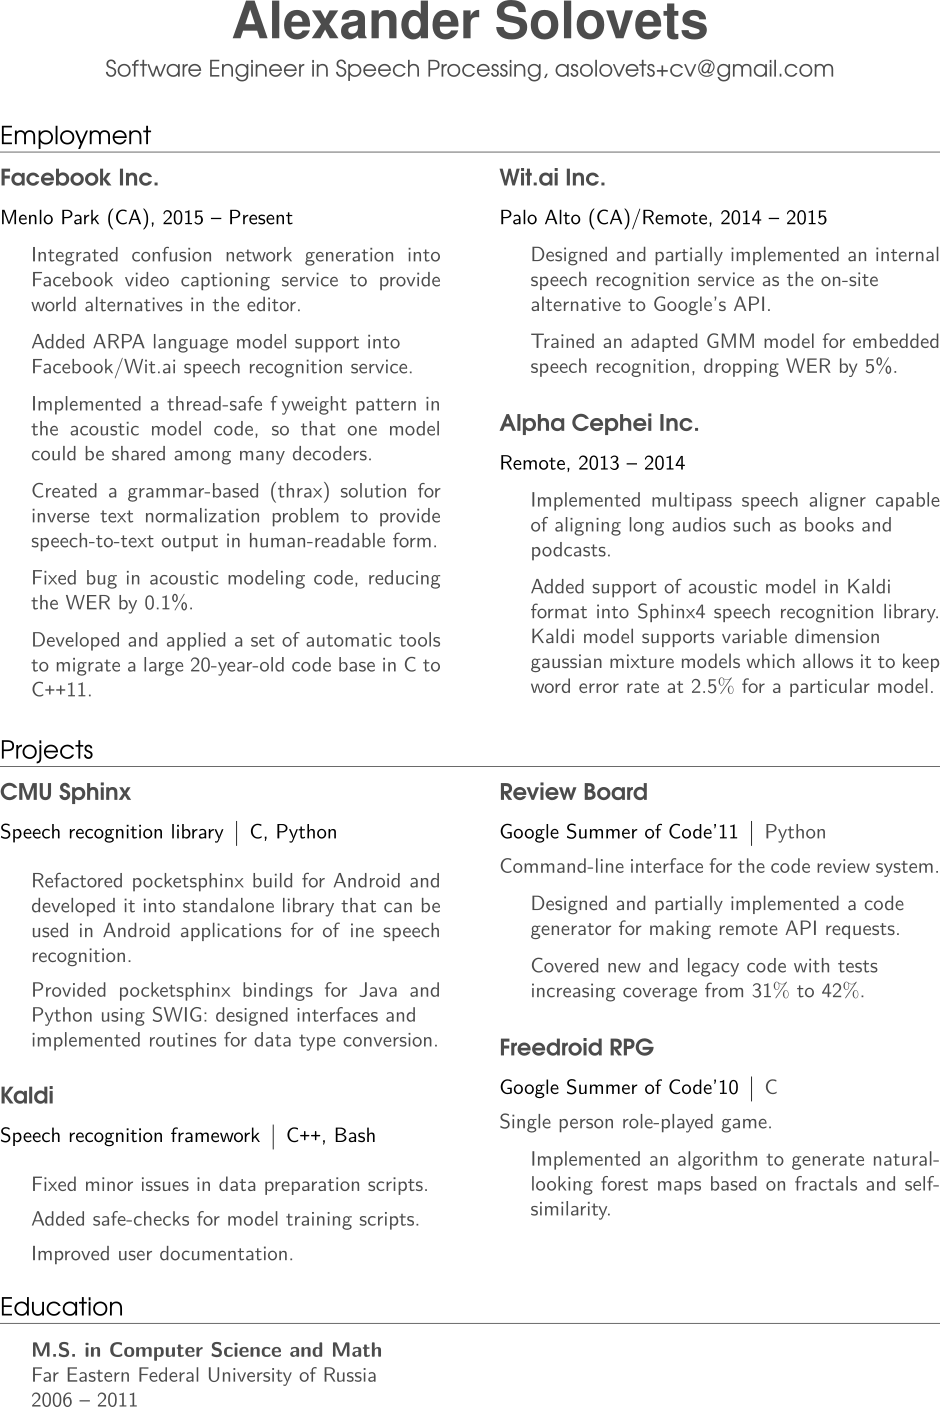 Alexander Solovets
Software Engineer in Speech Processing, asolovets+cv@gmail.com
Employment
Facebook Inc.
Menlo Park (CA), 2015 – Present
Integrated confusion network generation into
Facebook video captioning service to provide
world alternatives in the editor.
Added ARPA language model support into
Facebook/Wit.ai speech recognition service.
Implemented a thread-safe f yweight pattern in
the acoustic model code, so that one model
could be shared among many decoders.
Created a grammar-based (thrax) solution for
inverse text normalization problem to provide
speech-to-text output in human-readable form.
Fixed bug in acoustic modeling code, reducing
the WER by 0.1%.
Developed and applied a set of automatic tools
to migrate a large 20-year-old code base in C to
C++11.
Wit.ai Inc.
Palo Alto (CA)/Remote, 2014 – 2015
Designed and partially implemented an internal
speech recognition service as the on-site
alternative to Google's API.
Trained an adapted GMM model for embedded
speech recognition, dropping WER by 5%.
Alpha Cephei Inc.
Remote, 2013 – 2014
Implemented multipass speech aligner capable
of aligning long audios such as books and
podcasts.
Added support of acoustic model in Kaldi
format into Sphinx4 speech recognition library.
Kaldi model supports variable dimension
gaussian mixture models which allows it to keep
word error rate at 2.5% for a particular model.
Projects
CMU Sphinx
Speech recognition library | C, Python
Refactored pocketsphinx build for Android and
developed it into standalone library that can be
used in Android applications for of ine speech
recognition.
Provided pocketsphinx bindings for Java and
Python using SWIG: designed interfaces and
implemented routines for data type conversion.
Kaldi
Speech recognition framework | C++, Bash
Fixed minor issues in data preparation scripts.
Added safe-checks for model training scripts.
Improved user documentation.
Review Board
Google Summer of Code'11 | Python
Command-line interface for the code review system.
Designed and partially implemented a code
generator for making remote API requests.
Covered new and legacy code with tests
increasing coverage from 31% to 42%.
Freedroid RPG
Google Summer of Code'10 | C
Single person role-played game.
Implemented an algorithm to generate natural-
looking forest maps based on fractals and self-
similarity.
Education
M.S. in Computer Science and Math
Far Eastern Federal University of Russia
2006 – 2011